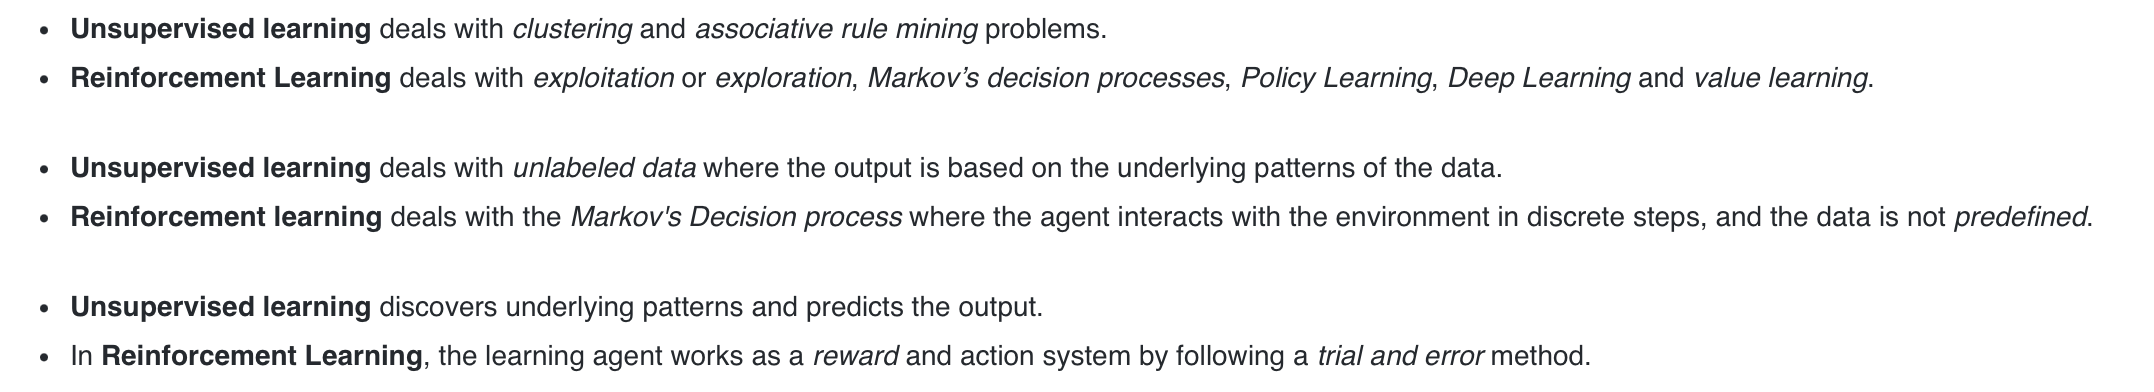 • Unsupervised learning deals with clustering and associative rule mining problems.
• Reinforcement Learning deals with exploitation or exploration, Markov’s decision processes, Policy Learning, Deep Learning and value learning.
• Unsupervised learning deals with unlabeled data where the output is based on the underlying patterns of the data.
• Reinforcement learning deals with the Markov's Decision process where the agent interacts with the environment in discrete steps, and the data is not predefined.
• Unsupervised learning discovers underlying patterns and predicts the output.
• In Reinforcement Learning, the learning agent works as a reward and action system by following a trial and error method.